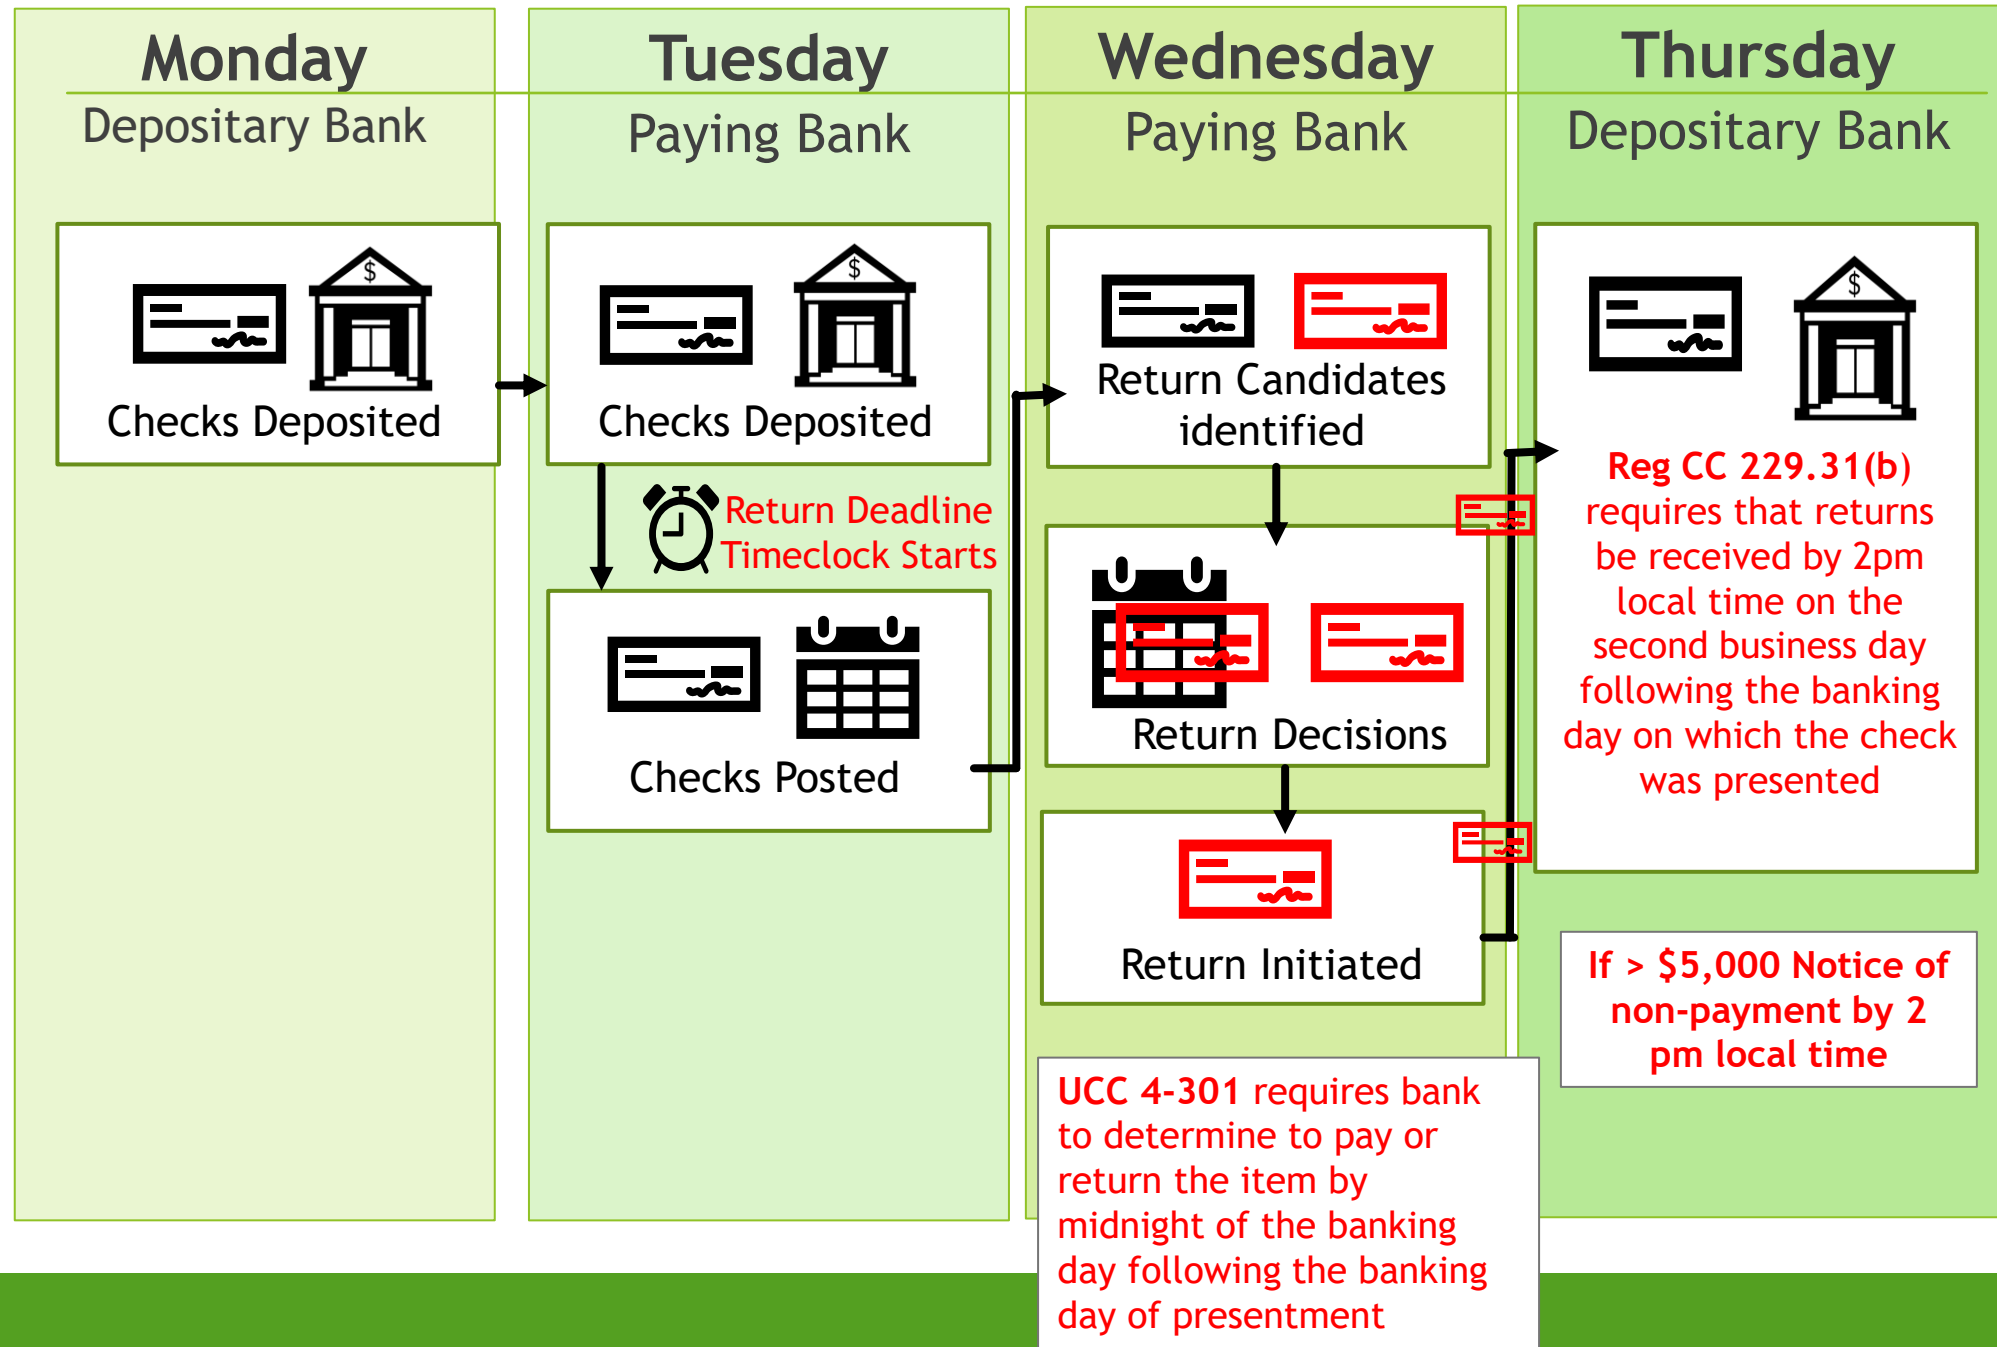 Monday
Depositary Bank
$
Checks Deposited
Tuesday
Paying Bank
$
Checks Deposited
Return Deadline
Timeclock Starts
Checks Posted
Wednesday
Paying Bank
Return Candidates
identified
Return Decisions
Return Initiated
UCC 4-301 requires bank
to determine to pay or
return the item by
midnight of the banking
day following the banking
day of presentment
Thursday
Depositary Bank
$
Reg CC 229.31(b)
requires that returns
be received by 2pm
local time on the
second business day
following the banking
day on which the check
was presented
If > $5,000 Notice of
non-payment by 2
pm local time